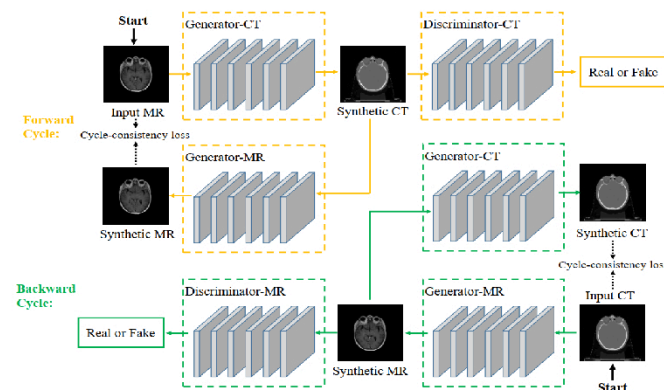 Start
Generator-CT
Discriminator-CT
Real or Fake
Input MR
Synthetic CT
Forward
Cycle:
Cycle-consistency loss
Generator-MR
Generator-CT
Synthetic MR
Synthetic CT
Cycle-consistency loss
Backward
Cycle:
Discriminator-MR
Generator-MR
Input CT
Real or Fake
Synthetic MR
Start